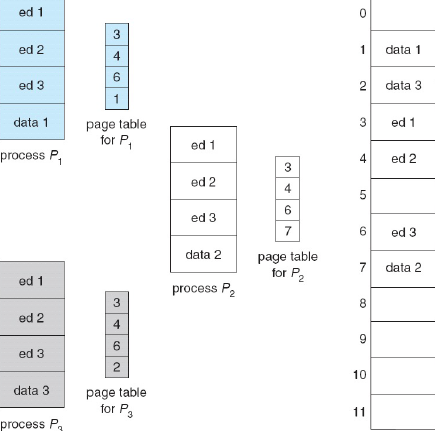 ed 1
ed 2
ed 3
data 1
process P1
3
4
6
1
page table
for P1
ed 1
ed 2
ed 3
data 2
process P2
3
4
6
7
page table
for P2
ed 1
ed 2
ed 3
data 3
process P3
3
4
6
2
page table
for P3
0
1 data 1
2 data 3
3 ed 1
4 ed 2
5
6 ed 3
7 data 2
8
9
10
11